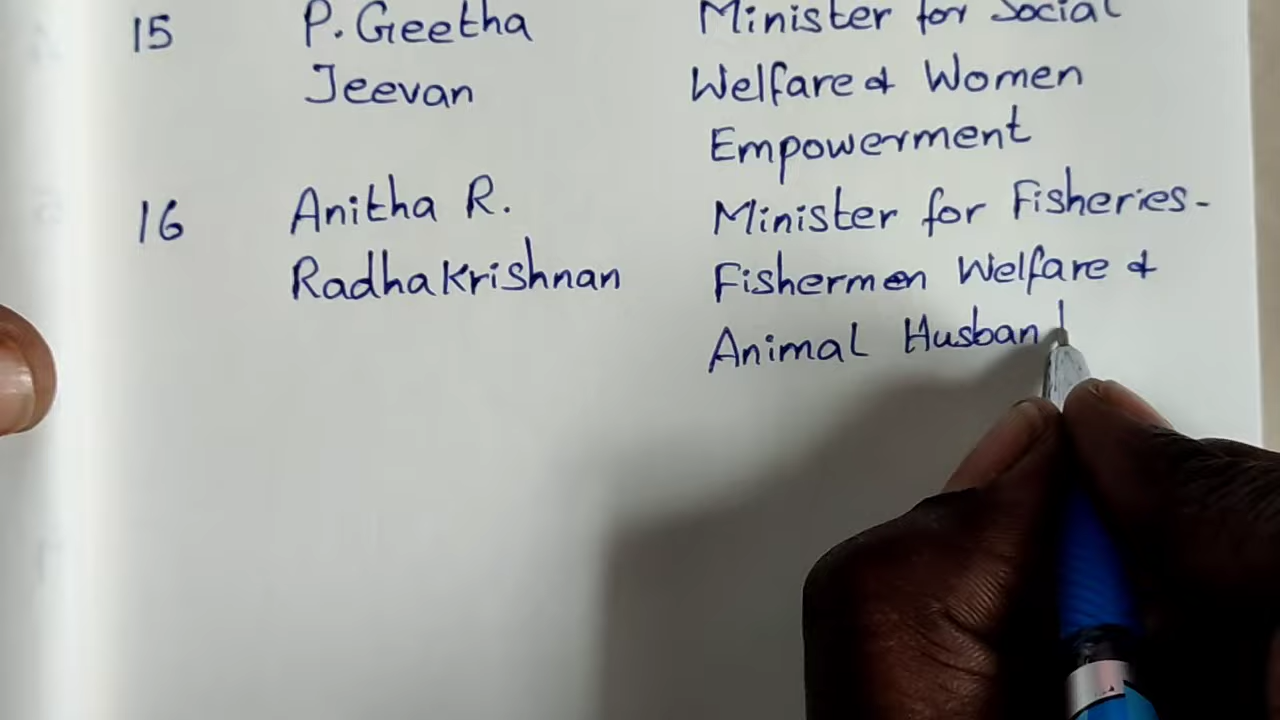 15 P. Geetha Minister for Social
Jeevan Welfare & Women
Empowerment
16 Anitha R. Minister for Fisheries-
Radhakrishnan Fishermen Welfare &
Animal Husban